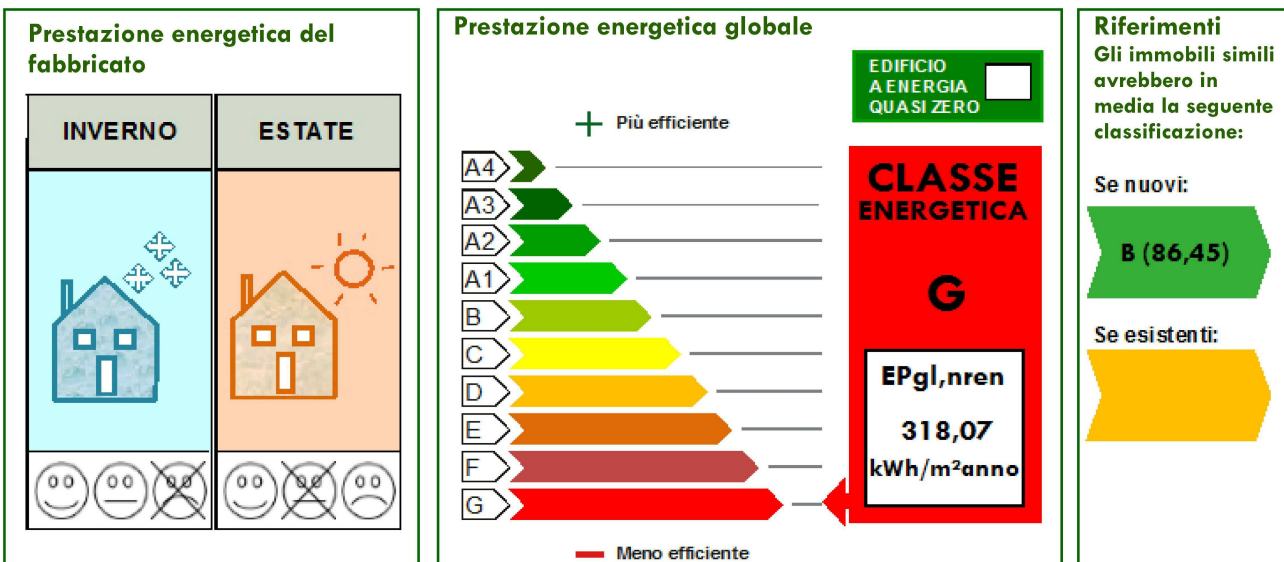 Prestazione energetica del
fabbricato
INVERNO
ESTATE
Prestazione energetica globale
EDIFICIO
A ENERGIA
QUASI ZERO
Più efficiente
A4
A3
A2
A1
B
C
D
E
F
G
Meno efficiente
CLASSE
ENERGETICA
G
EPgl,nren
318,07
kWh/m²anno
Riferimenti
Gli immobili simili
avrebbero in
media la seguente
classificazione:
Se nuovi:
B (86,45)
Se esistenti: